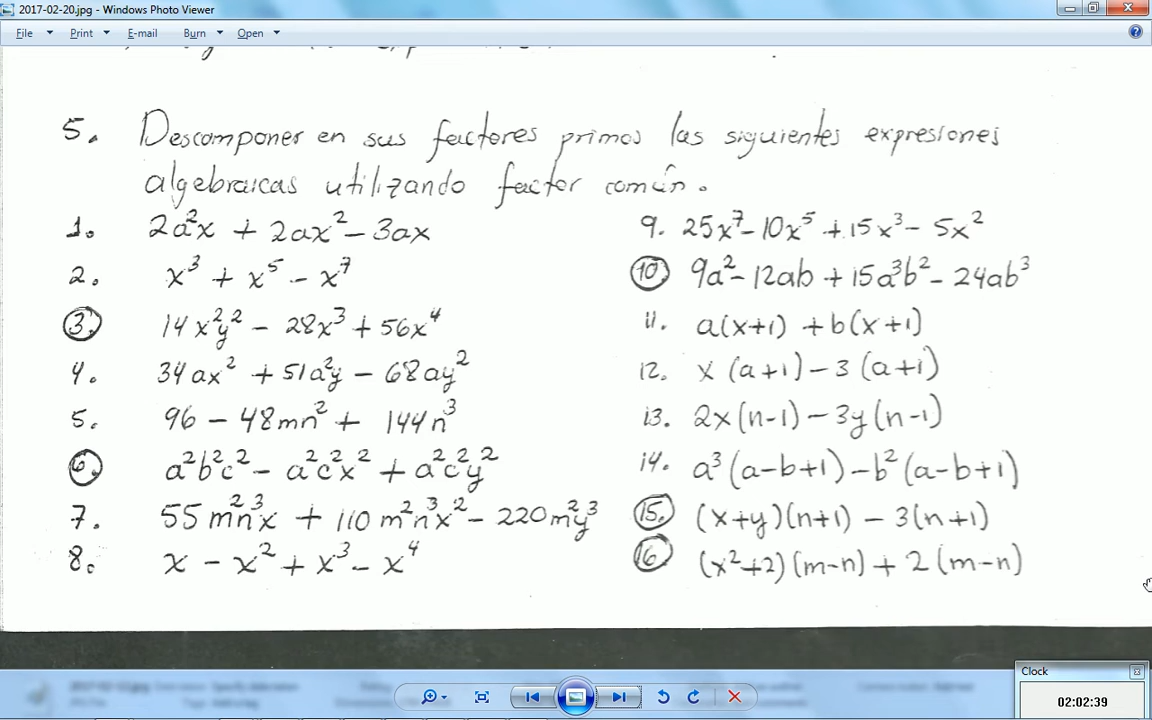 2017-02-20.jpg - Windows Photo Viewer
File Print E-mail Burn Open
5. Descomponer en sus factores primos las siguientes expresiones
algebraicas utilizando factor común.
1. 2a²x + 2ax² - 3ax
2. x³ + x⁵ - x⁷
3. 14x²y² - 28x³ + 56x⁴
4. 34ax² + 51a²y - 68ay²
5. 96 - 48mn² + 144n³
6. a²b²c² - a²c²x² + a²c²y²
7. 55m²n³x + 110m²n³x² - 220m²y³
8. x - x² + x³ - x⁴
9. 25x⁷ - 10x⁵ + 15x³ - 5x²
10. 9a² - 12ab + 15a³b² - 24ab³
11. a(x+1) + b(x+1)
12. x(a+1) - 3(a+1)
13. 2x(n-1) - 3y(n-1)
14. a³(a-b+1) - b²(a-b+1)
15. (x+y)(n+1) - 3(n+1)
16. (x²+2)(m-n) + 2(m-n)
Clock
02:02:39